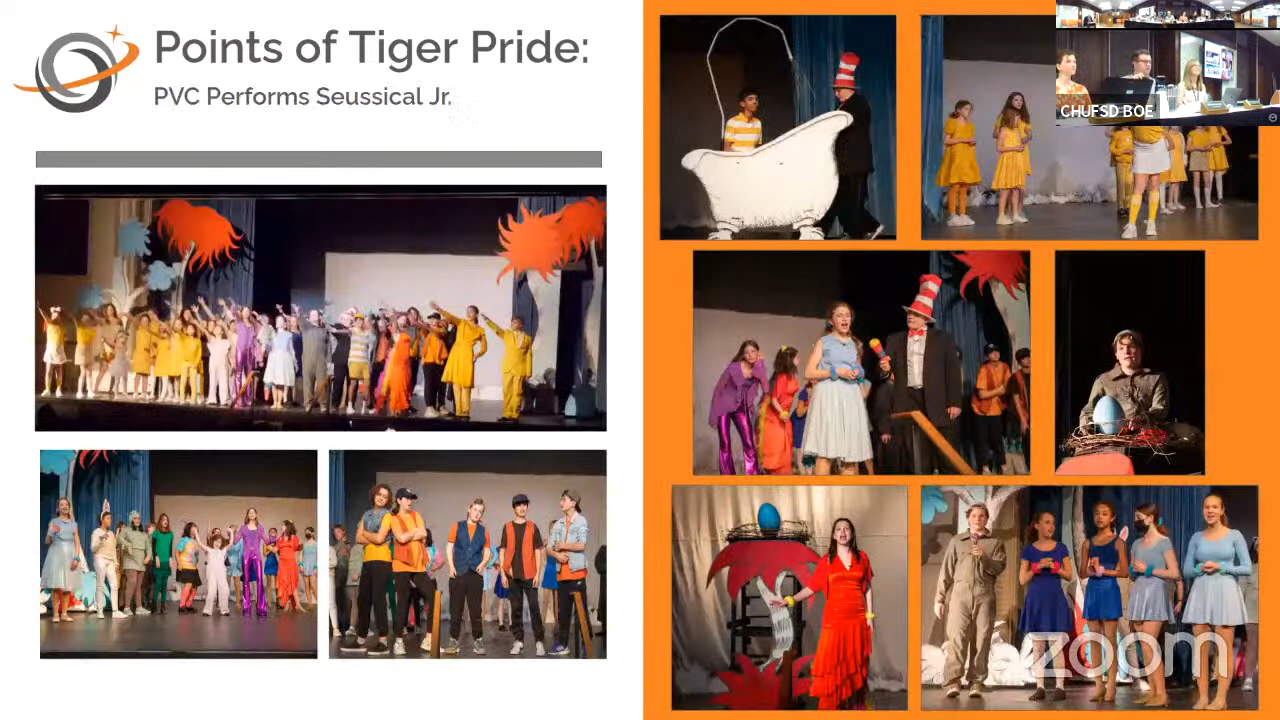 Points of Tiger Pride:
PVC Performs Seussical Jr.
CHUFSD BOE
zoom